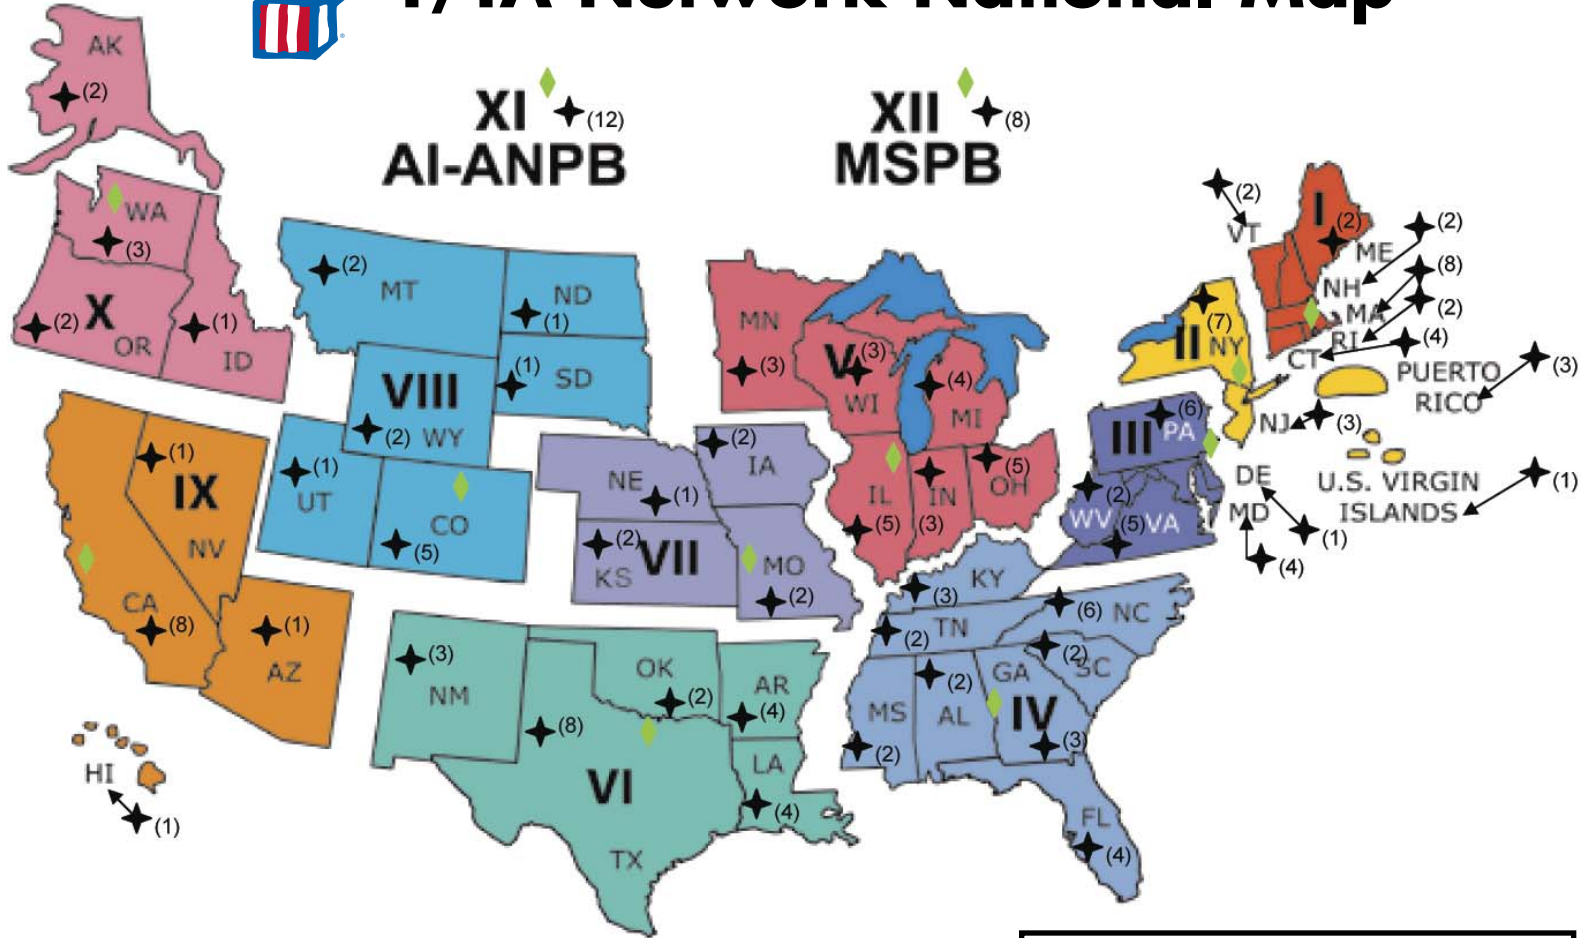 T/TA Network National Map
AK
(2)
XI
(12)
AI-ANPB
XII
(8)
MSPB
WA
(3)
X
(2)
OR
(1)
ID
(2)
MT
ND
(1)
(1)
SD
VIII
(2)
WY
(1)
UT
CO
(5)
(1)
IX
NV
CA
(8)
(1)
AZ
HI
(1)
(3)
NM
OK
(2)
(8)
VI
TX
AR
(4)
LA
(4)
NE
(1)
(2)
IA
(2)
KS
VII
MO
(2)
MN
(3)
V
(3)
WI
(4)
MI
IL
(5)
IN
(3)
(5)
OH
KY
(3)
TN
(2)
(6)
NC
(2)
SC
MS
(2)
(2)
AL
GA
IV
(3)
FL
(4)
(2)
VT
I
(2)
ME
(2)
NH
(8)
MA
(2)
RI
(4)
CT
(7)
II
NY
PUERTO
RICO
(3)
NJ
(3)
U.S. VIRGIN
ISLANDS
(1)
(6)
III
PA
DE
(1)
MD
(4)
(2)
WV
(5)
VA